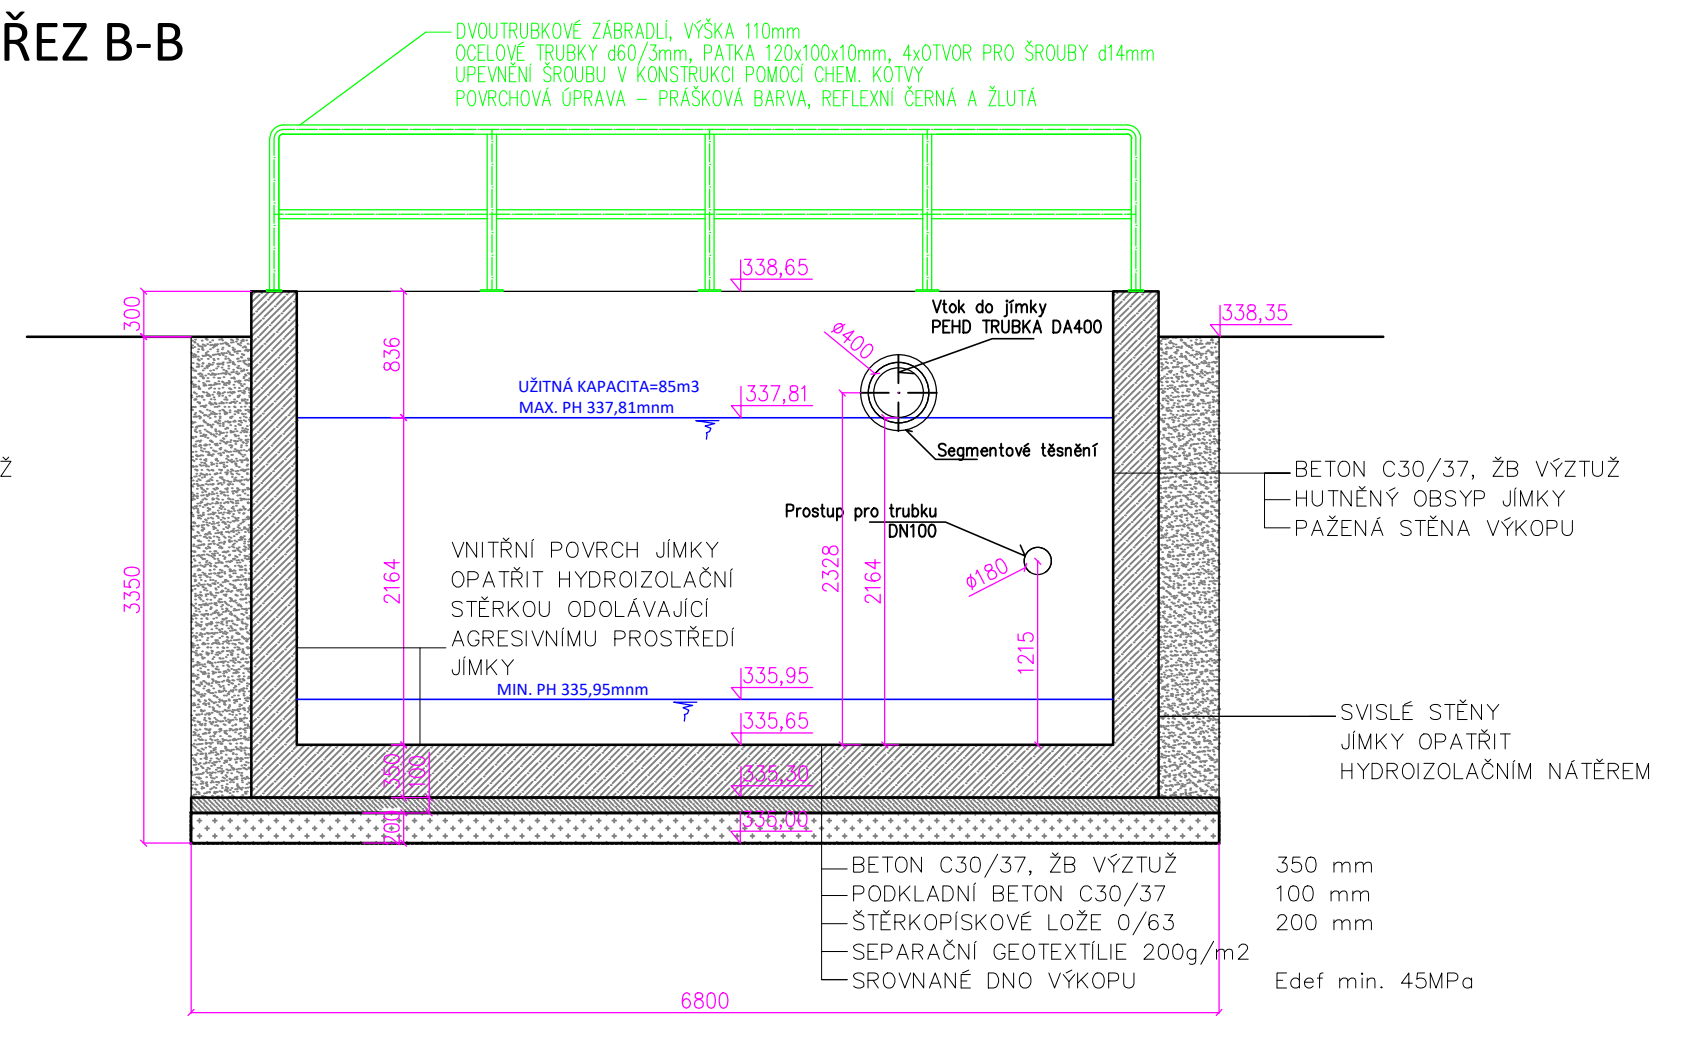 ŘEZ B-B
DVOUTRUBKOVÉ ZÁBRADLÍ, VÝŠKA 110mm
OCELOVÉ TRUBKY d60/3mm, PATKA 120x100x10mm, 4xOTVOR PRO ŠROUBY d14mm
UPEVNĚNÍ ŠROUBU V KONSTRUKCI POMOCÍ CHEM. KOTVY
POVRCHOVÁ ÚPRAVA – PRÁŠKOVÁ BARVA, REFLEXNÍ ČERNÁ A ŽLUTÁ
338,65
300
836
Vtok do jímky
PEHD TRUBKA DA400
ø400
338,35
UŽITNÁ KAPACITA=85m3
MAX. PH 337,81mnm
337,81
Segmentové těsnění
Ž
BETON C30/37, ŽB VÝZTUŽ
HUTNĚNÝ OBSYP JÍMKY
PAŽENÁ STĚNA VÝKOPU
Prostup pro trubku
DN100
ø180
VNITŘNÍ POVRCH JÍMKY
OPATŘIT HYDROIZOLAČNÍ
STĚRKOU ODOLÁVAJÍCÍ
AGRESIVNÍMU PROSTŘEDÍ
JÍMKY
3350
2164
2328
2164
1215
MIN. PH 335,95mnm
335,95
335,65
SVISLÉ STĚNY
JÍMKY OPATŘIT
HYDROIZOLAČNÍM NÁTĚREM
350
100
335,30
200
335,00
BETON C30/37, ŽB VÝZTUŽ 350 mm
PODKLADNÍ BETON C30/37 100 mm
ŠTĚRKOPÍSKOVÉ LOŽE 0/63 200 mm
SEPARAČNÍ GEOTEXTÍLIE 200g/m2
SROVNANÉ DNO VÝKOPU Edef min. 45MPa
6800